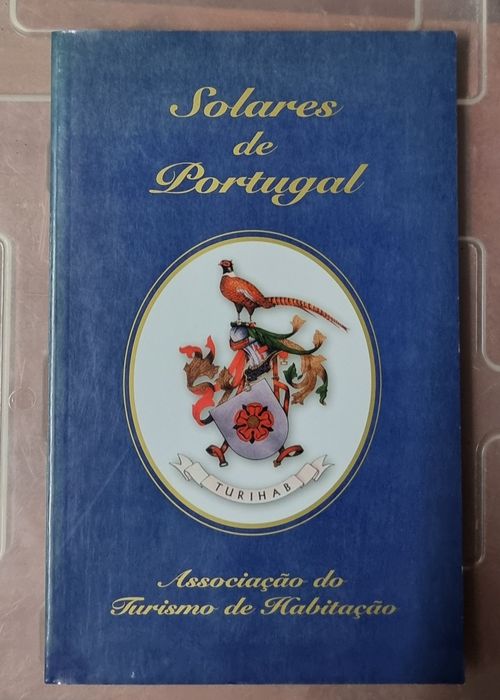 Solares
de
Portugal
TURIHAB
Associação do
Turismo de Habitação